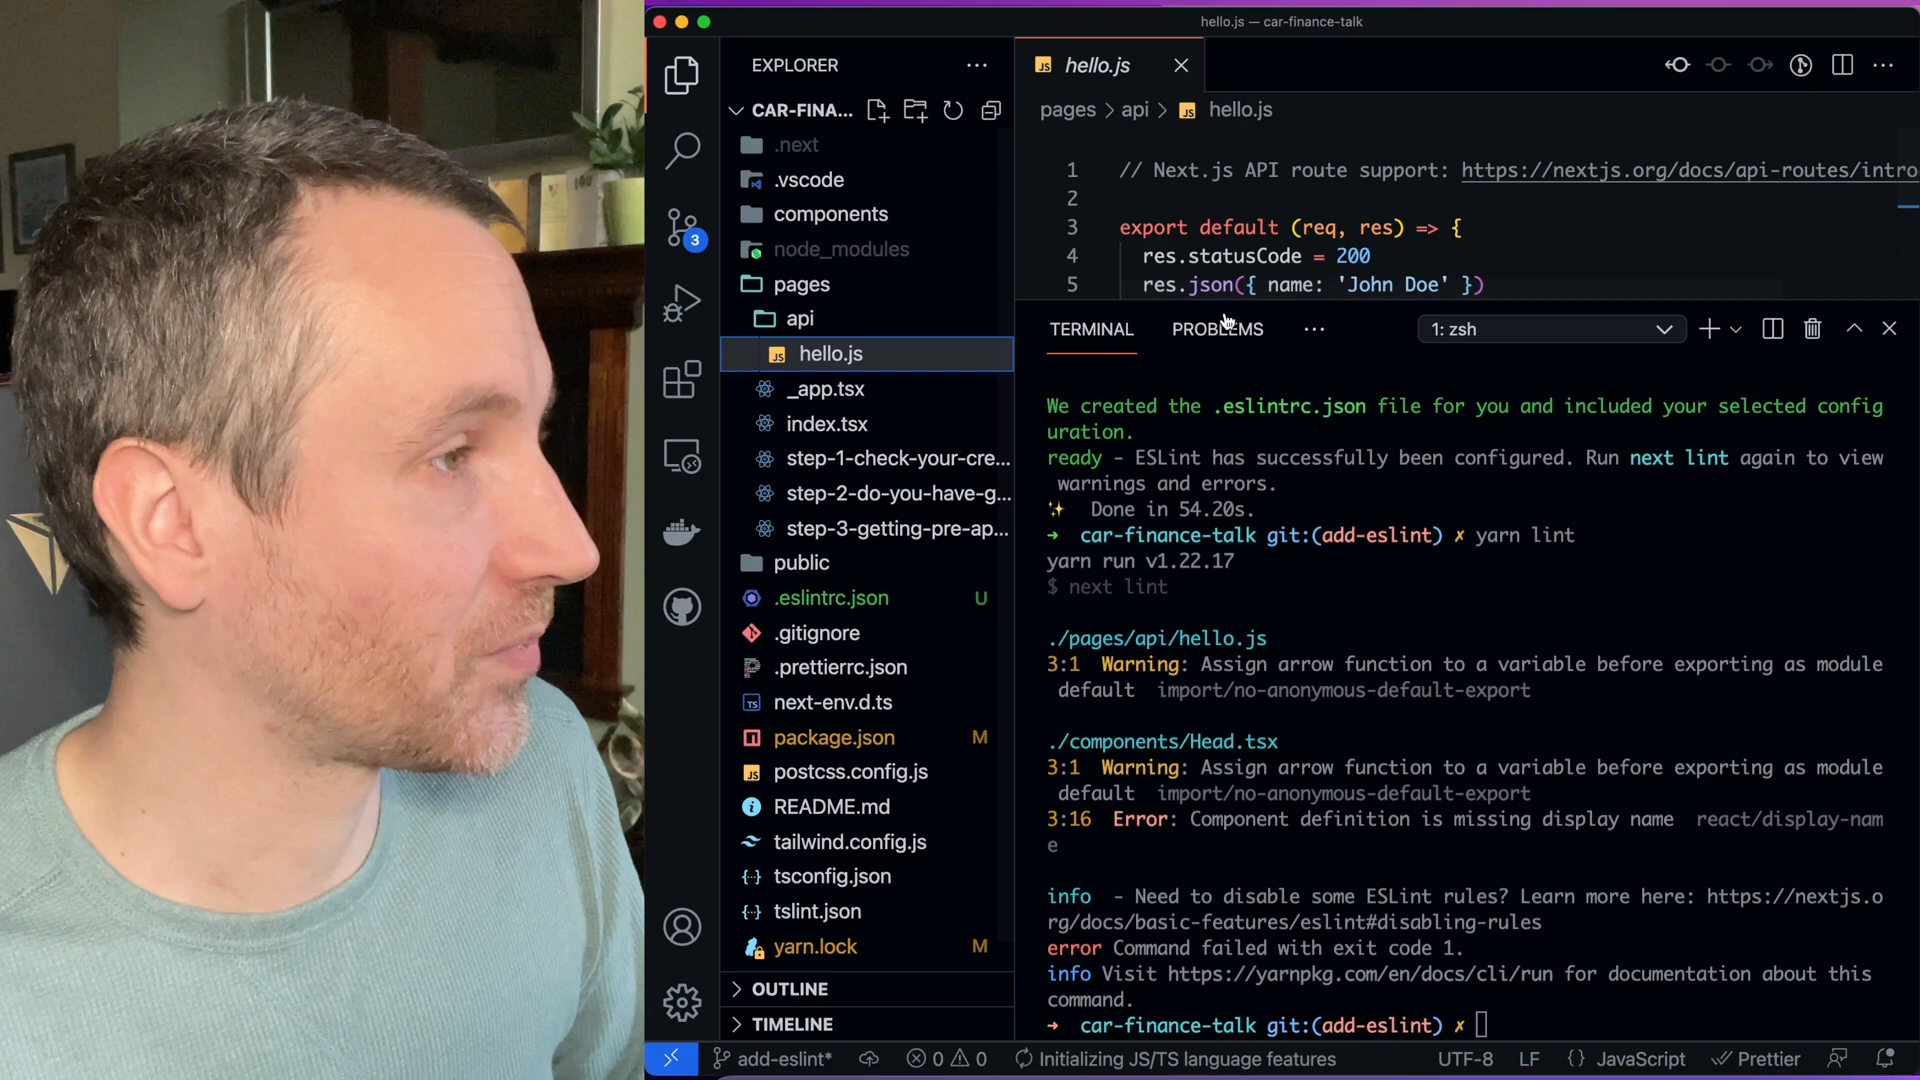 hello.js — car-finance-talk
EXPLORER
CAR-FINA...
.next
.vscode
components
node_modules
pages
api
hello.js
_app.tsx
index.tsx
step-1-check-your-cre...
step-2-do-you-have-g...
step-3-getting-pre-ap...
public
.eslintrc.json U
.gitignore
.prettierrc.json
next-env.d.ts
package.json M
postcss.config.js
README.md
tailwind.config.js
tsconfig.json
tslint.json
yarn.lock M
OUTLINE
TIMELINE
3
JS hello.js
pages > api > JS hello.js
1 // Next.js API route support: https://nextjs.org/docs/api-routes/intro
2
3 export default (req, res) => {
4 res.statusCode = 200
5 res.json({ name: 'John Doe' })
TERMINAL PROBLEMS ... 1: zsh
We created the .eslintrc.json file for you and included your selected config
uration.
ready - ESLint has successfully been configured. Run next lint again to view
warnings and errors.
✨ Done in 54.20s.
➜ car-finance-talk git:(add-eslint) ✗ yarn lint
yarn run v1.22.17
$ next lint
./pages/api/hello.js
3:1 Warning: Assign arrow function to a variable before exporting as module
default import/no-anonymous-default-export
./components/Head.tsx
3:1 Warning: Assign arrow function to a variable before exporting as module
default import/no-anonymous-default-export
3:16 Error: Component definition is missing display name react/display-nam
e
info - Need to disable some ESLint rules? Learn more here: https://nextjs.o
rg/docs/basic-features/eslint#disabling-rules
error Command failed with exit code 1.
info Visit https://yarnpkg.com/en/docs/cli/run for documentation about this
command.
➜ car-finance-talk git:(add-eslint) ✗
add-eslint* 0 0 Initializing JS/TS language features UTF-8 LF {} JavaScript Prettier